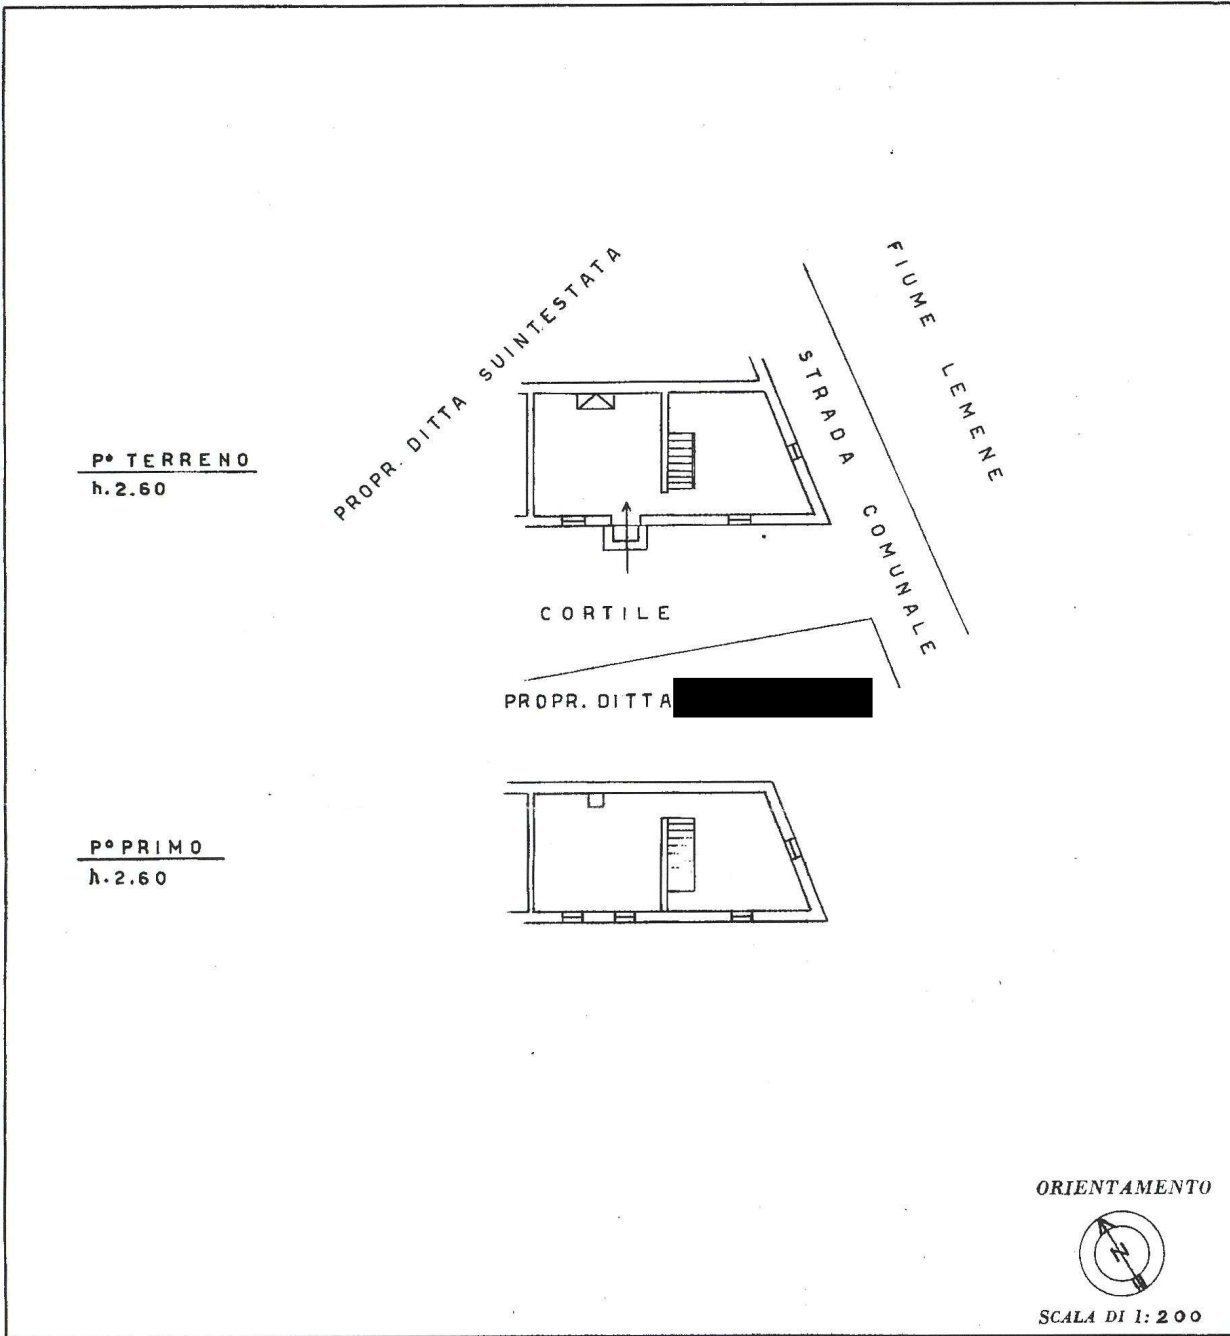 FIUME LEMENE
PROPR. DITTA SUINTESTATA
STRADA COMUNALE
P° TERRENO
h. 2.60
CORTILE
PROPR. DITTA
P° PRIMO
h. 2.60
ORIENTAMENTO
N
SCALA DI 1: 200